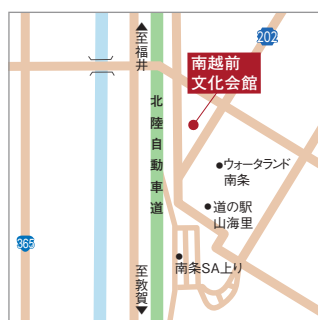 ▲至福井
202
南越前
文化会館
北陸自動車道
●ウォータランド
南条
●道の駅
山海里
365
南条SA上り
至敦賀▼